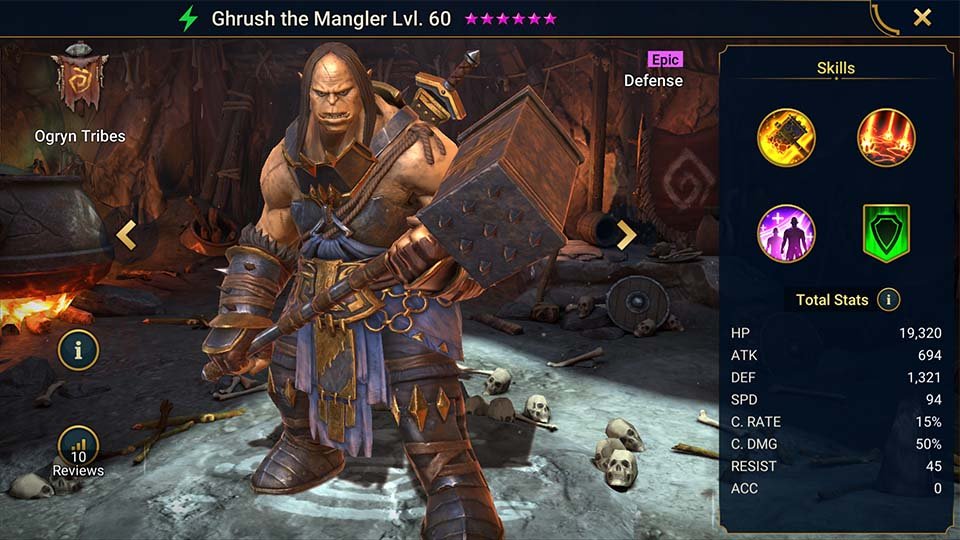 Ghrush the Mangler Lvl. 60
Ogryn Tribes
Epic
Defense
10
Reviews
Skills
Total Stats
HP 19,320
ATK 694
DEF 1,321
SPD 94
C. RATE 15%
C. DMG 50%
RESIST 45
ACC 0